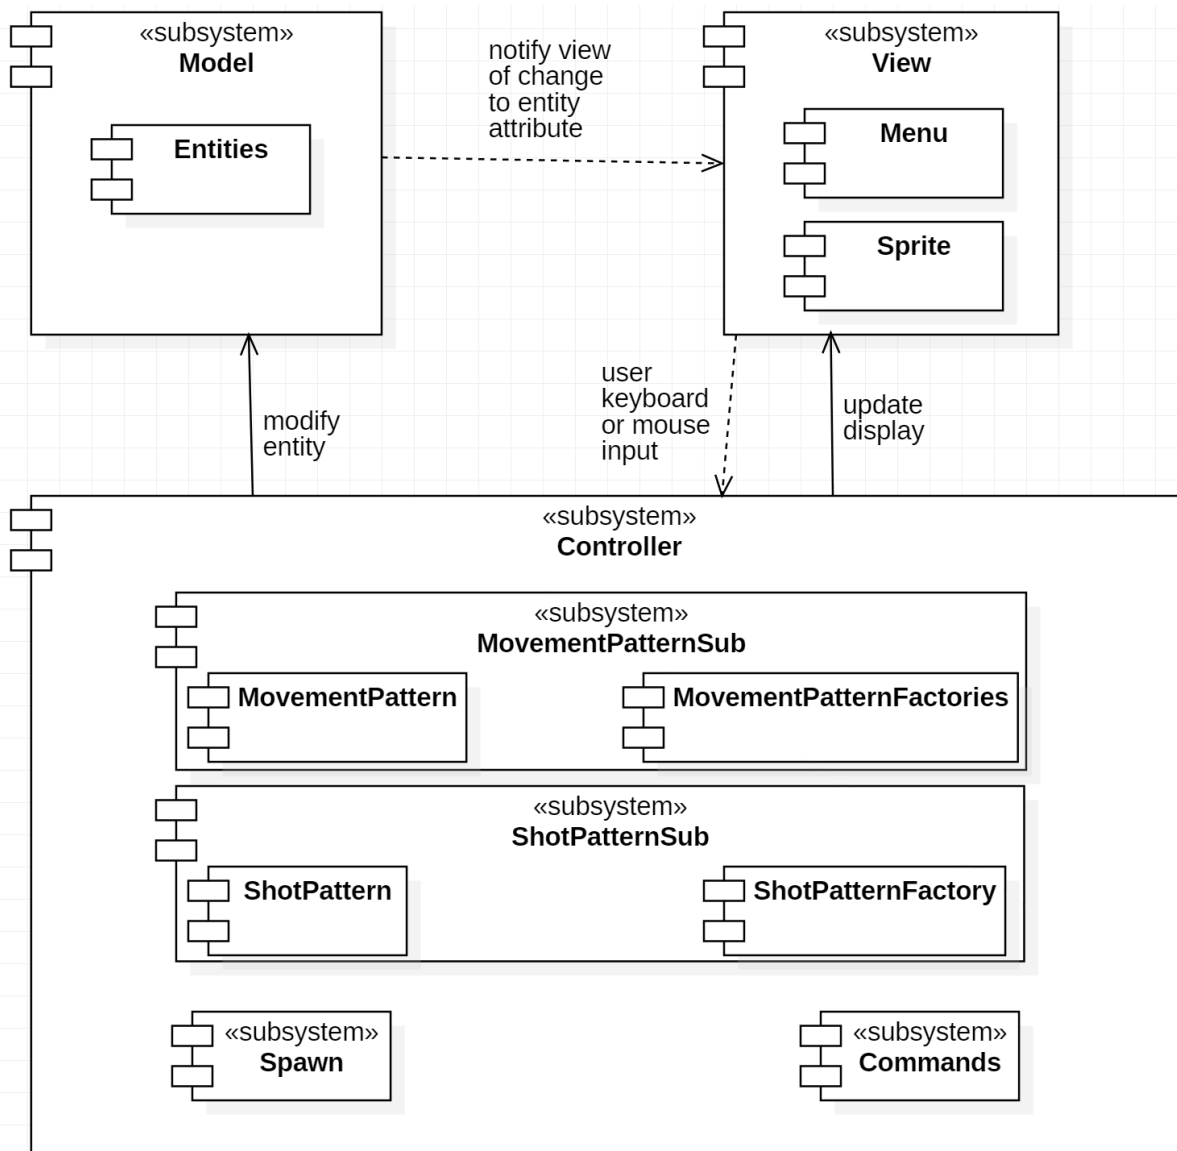 «subsystem»
Model
Entities
notify view
of change
to entity
attribute
«subsystem»
View
Menu
Sprite
modify
entity
user
keyboard
or mouse
input
update
display
«subsystem»
Controller
«subsystem»
MovementPatternSub
MovementPattern
MovementPatternFactories
«subsystem»
ShotPatternSub
ShotPattern
ShotPatternFactory
«subsystem»
Spawn
«subsystem»
Commands